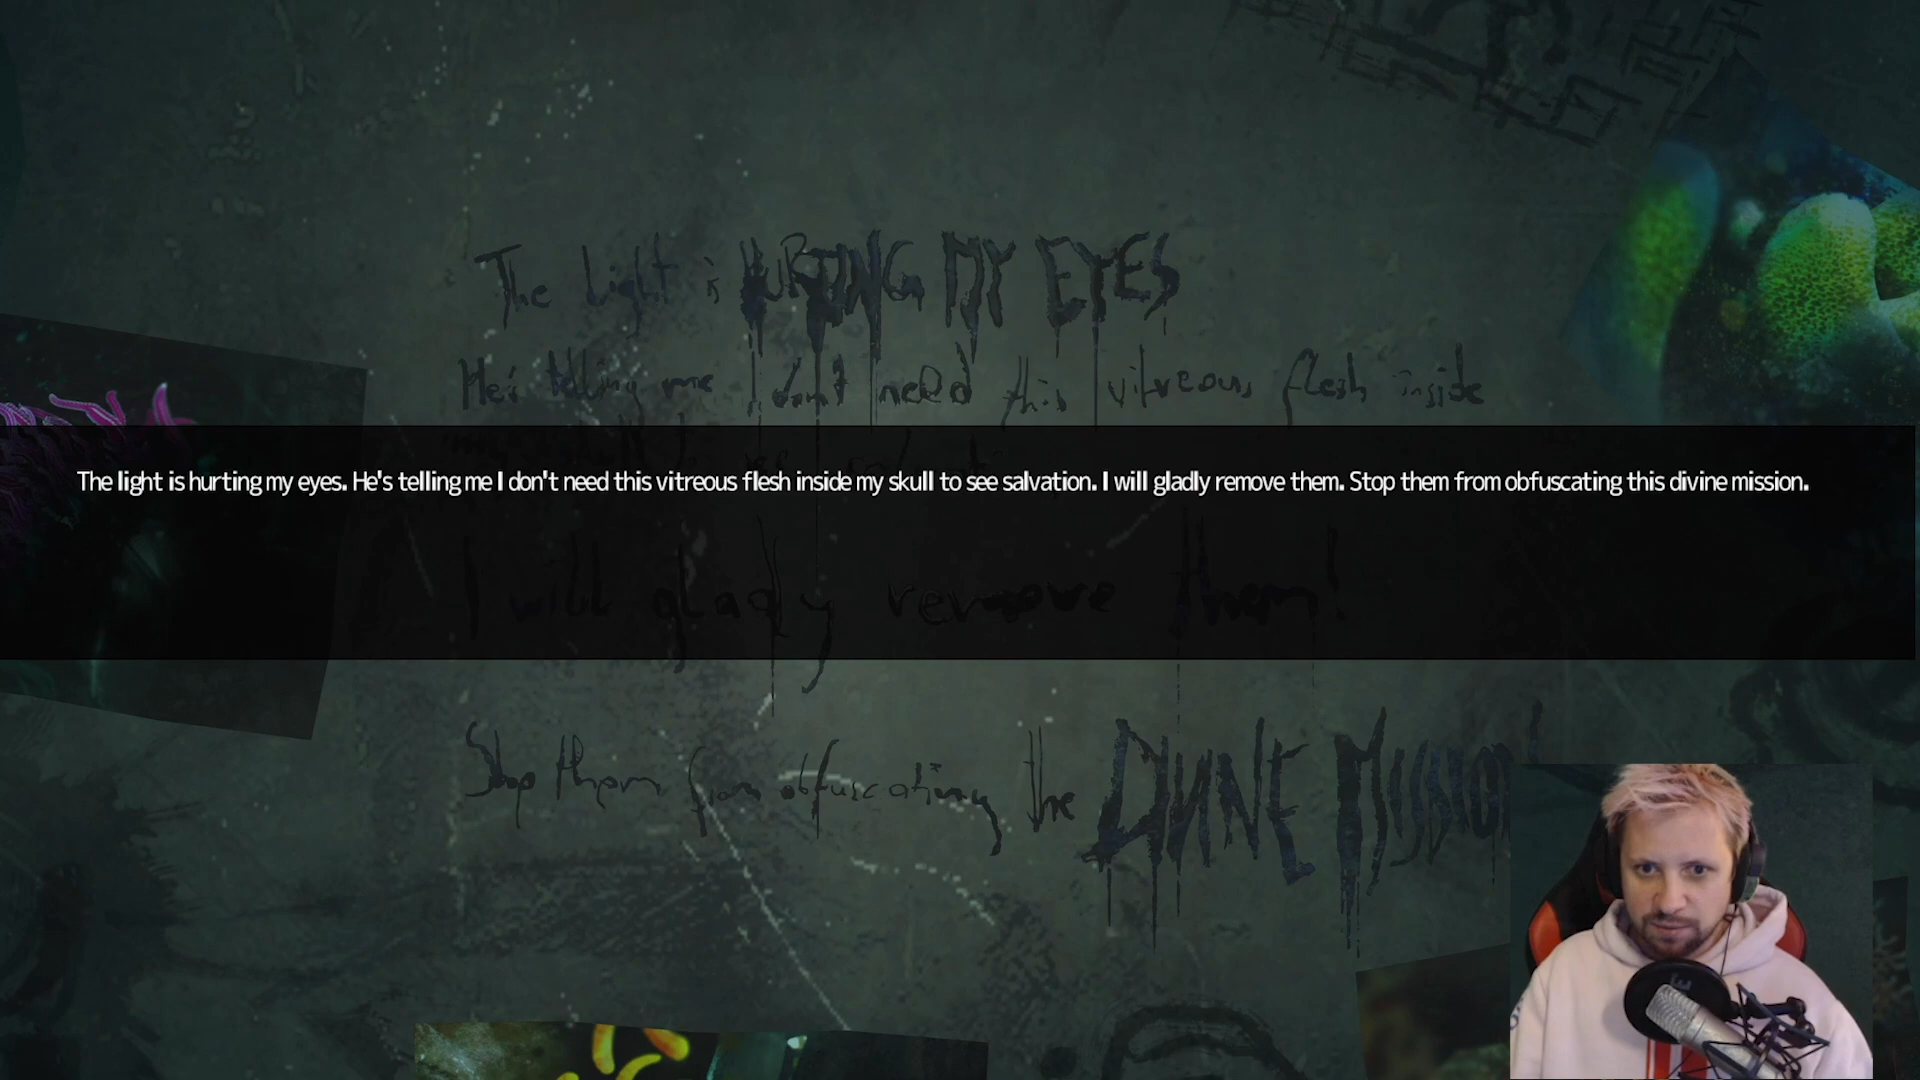 The Light is HURTING MY EYES
He's telling me I don't need this vitreous flesh inside
The light is hurting my eyes. He's telling me I don't need this vitreous flesh inside my skull to see salvation. I will gladly remove them. Stop them from obfuscating this divine mission.
I will gladly remove them!
Stop them from obfuscating the DIVINE MISSION